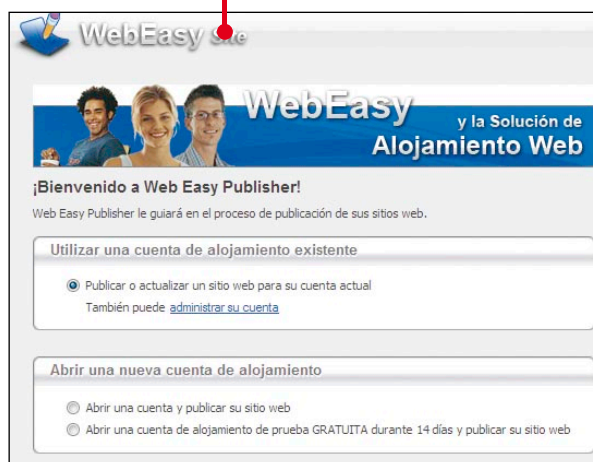 WebEasy Site
WebEasy
y la Solución de
Alojamiento Web
¡Bienvenido a Web Easy Publisher!
Web Easy Publisher le guiará en el proceso de publicación de sus sitios web.
Utilizar una cuenta de alojamiento existente
Publicar o actualizar un sitio web para su cuenta actual
También puede administrar su cuenta
Abrir una nueva cuenta de alojamiento
Abrir una cuenta y publicar su sitio web
Abrir una cuenta de alojamiento de prueba GRATUITA durante 14 días y publicar su sitio web